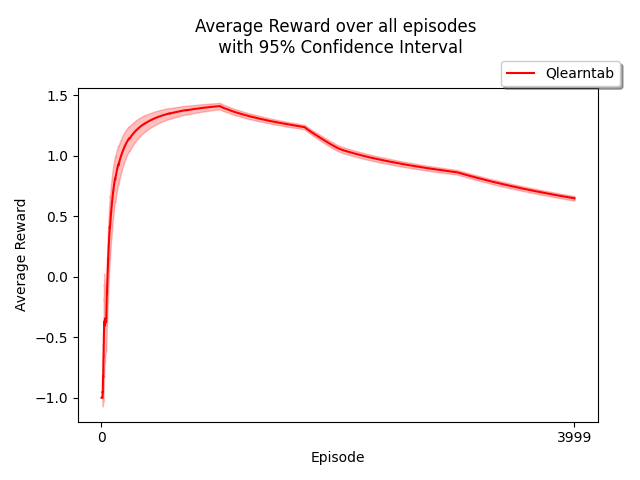 Average Reward over all episodes
with 95% Confidence Interval
Qlearntab
1.5
1.0
0.5
0.0
−0.5
−1.0
Average Reward
0
3999
Episode